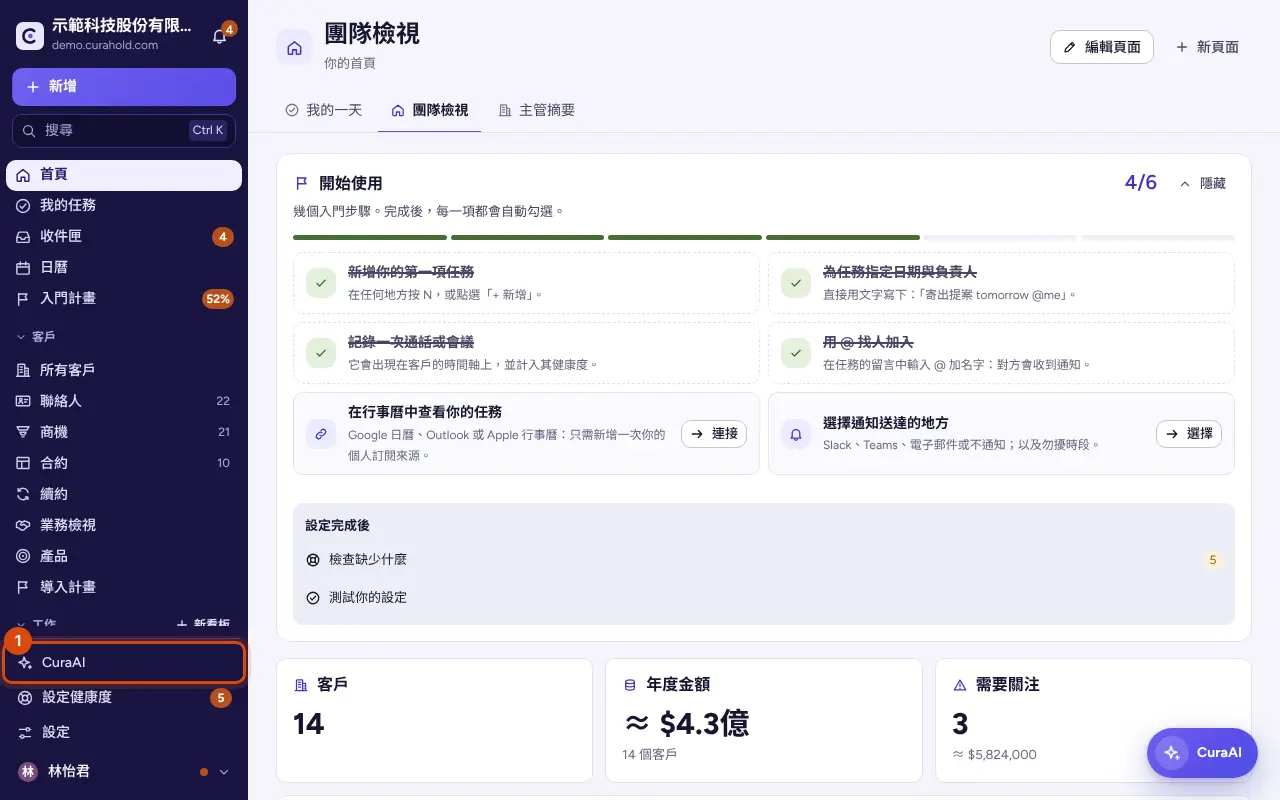 示範科技股份有限...
demo.curahold.com
4
+ 新增
搜尋
Ctrl K
首頁
我的任務
收件匣
4
日曆
入門計畫
52%
客戶
所有客戶
聯絡人
22
商機
21
合約
10
續約
業務檢視
產品
導入計畫
工作
+ 新看板
1
CuraAI
設定健康度
5
設定
林
林怡君
團隊檢視
你的首頁
編輯頁面
+ 新頁面
我的一天
團隊檢視
主管摘要
開始使用
4/6
隱藏
幾個入門步驟。完成後，每一項都會自動勾選。
新增你的第一項任務
在任何地方按 N，或點選「+ 新增」。
為任務指定日期與負責人
直接用文字寫下：「寄出提案 tomorrow @me」。
記錄一次通話或會議
它會出現在客戶的時間軸上，並計入其健康度。
用 @ 找人加入
在任務的留言中輸入 @ 加名字：對方會收到通知。
在行事曆中查看你的任務
Google 日曆、Outlook 或 Apple 行事曆：只需新增一次你的
個人訂閱來源。
→ 連接
選擇通知送達的地方
Slack、Teams、電子郵件或不通知；以及勿擾時段。
→ 選擇
設定完成後
檢查缺少什麼
5
測試你的設定
客戶
14
年度金額
≈ $4.3億
14 個客戶
需要關注
3
≈ $5,824,000
CuraAI